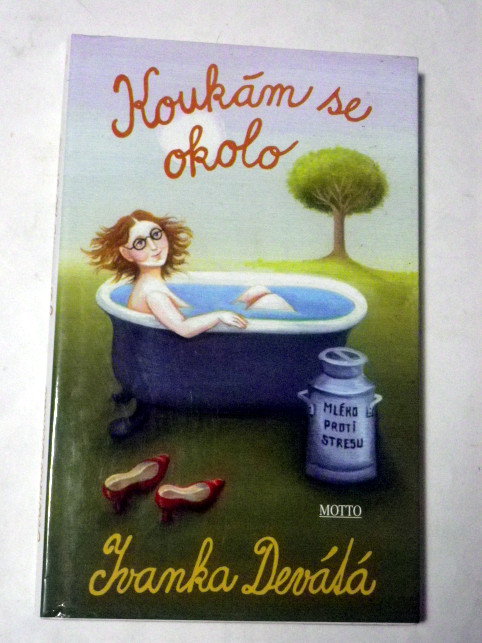 Koukám se
okolo
MLÉKO
PROTI
STRESU
MOTTO
Ivanka Devátá